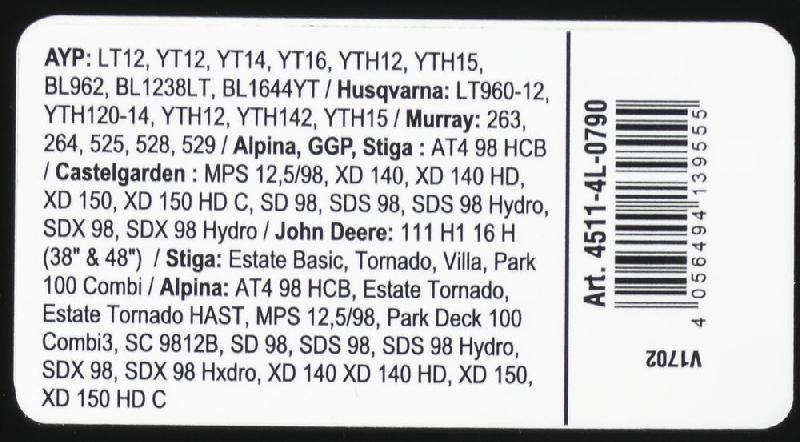 AYP: LT12, YT12, YT14, YT16, YTH12, YTH15,
BL962, BL1238LT, BL1644YT / Husqvarna: LT960-12,
YTH120-14, YTH12, YTH142, YTH15 / Murray: 263,
264, 525, 528, 529 / Alpina, GGP, Stiga : AT4 98 HCB
/ Castelgarden : MPS 12,5/98, XD 140, XD 140 HD,
XD 150, XD 150 HD C, SD 98, SDS 98, SDS 98 Hydro,
SDX 98, SDX 98 Hydro / John Deere: 111 H1 16 H
(38" & 48") / Stiga: Estate Basic, Tornado, Villa, Park
100 Combi / Alpina: AT4 98 HCB, Estate Tornado,
Estate Tornado HAST, MPS 12,5/98, Park Deck 100
Combi3, SC 9812B, SD 98, SDS 98, SDS 98 Hydro,
SDX 98, SDX 98 Hxdro, XD 140 XD 140 HD, XD 150,
XD 150 HD C
Art. 4511-4L-0790
4 056494 139555
V1702